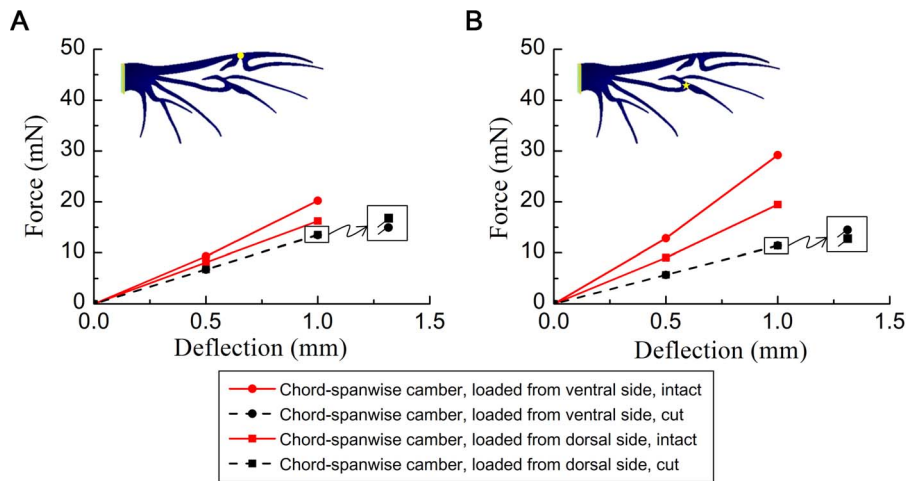 A
B
50
40
30
20
10
0
Force (mN)
0.0
0.5
1.0
1.5
Deflection (mm)
50
40
30
20
10
0
Force (mN)
0.0
0.5
1.0
1.5
Deflection (mm)
Chord-spanwise camber, loaded from ventral side, intact
Chord-spanwise camber, loaded from ventral side, cut
Chord-spanwise camber, loaded from dorsal side, intact
Chord-spanwise camber, loaded from dorsal side, cut